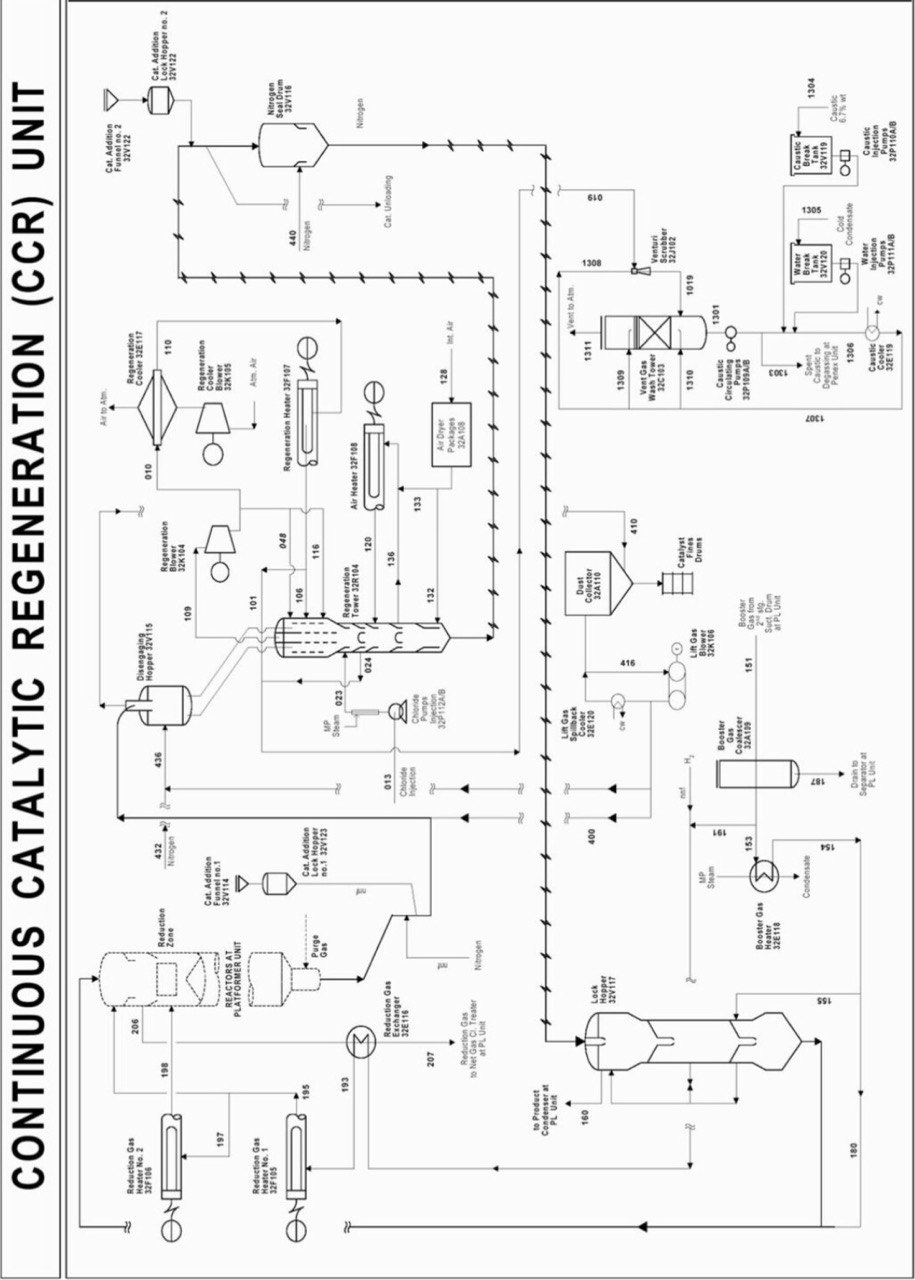 CONTINUOUS CATALYTIC REGENERATION (CCR) UNIT
Cat. Addition
Funnel no. 2
32V122
Cat. Addition
Lock Hopper no. 2
32V122
Nitrogen
Seal Drum
32V116
Nitrogen
440
Nitrogen
Cat. Unloading
Air to Atm.
Regeneration
Cooler 32E117
110
010
Regeneration
Cooler
Blower
32K105
Atm. Air
Regeneration Heater 32F107
Regeneration
Blower
32K104
109
101
048
106
116
Air Heater 32F108
120
136
133
128
Int. Air
Air Dryer
Packages
32A108
132
Regeneration
Tower 32R104
Disengaging
Hopper 32V115
436
432
Nitrogen
023
024
MP
Steam
Chloride
Pumps
Injection
32P112A/B
013
Chloride
Injection
Cat. Addition
Funnel no.1
32V114
Cat. Addition
Lock Hopper
no.1 32V123
Reduction
Zone
REACTORS AT
PLATFORMER UNIT
Purge
Gas
Nitrogen
206
198
197
195
193
207
Reduction Gas
Exchanger
32E116
Reduction Gas
to Net Gas Cl. Treater
at PL Unit
Reduction Gas
Heater No. 2
32F106
Reduction Gas
Heater No. 1
32F105
019
Venturi
Scrubber
32J102
1308
1019
Vent to Atm.
1311
1309
1310
Vent Gas
Wash Tower
32C103
1301
Caustic
Circulating
Pumps
32P109A/B
1303
Spent
Caustic to
Degassing at
Penex Unit
1306
Caustic
Cooler
32E119
cw
1307
Caustic
Break
Tank
32V119
1304
Caustic
6.7% wt
Caustic
Injection
Pumps
32P110A/B
Water
Break
Tank
32V120
1305
Cold
Condensate
Water
Injection
Pumps
32P111A/B
410
Dust
Collector
32A110
Catalyst
Fines
Drums
416
Lift Gas
Blower
32K106
Lift Gas
Spillback
Cooler
32E120
cw
400
Booster
Gas from
2nd stg.
Suct. Drum
at PL Unit
151
Booster
Gas
Coalescer
32A109
187
Drain to
Separator at
PL Unit
H2
nnf
191
153
154
MP
Steam
Condensate
Booster Gas
Heater
32E118
Lock
Hopper
32V117
155
160
to Product
Condenser at
PL Unit
180